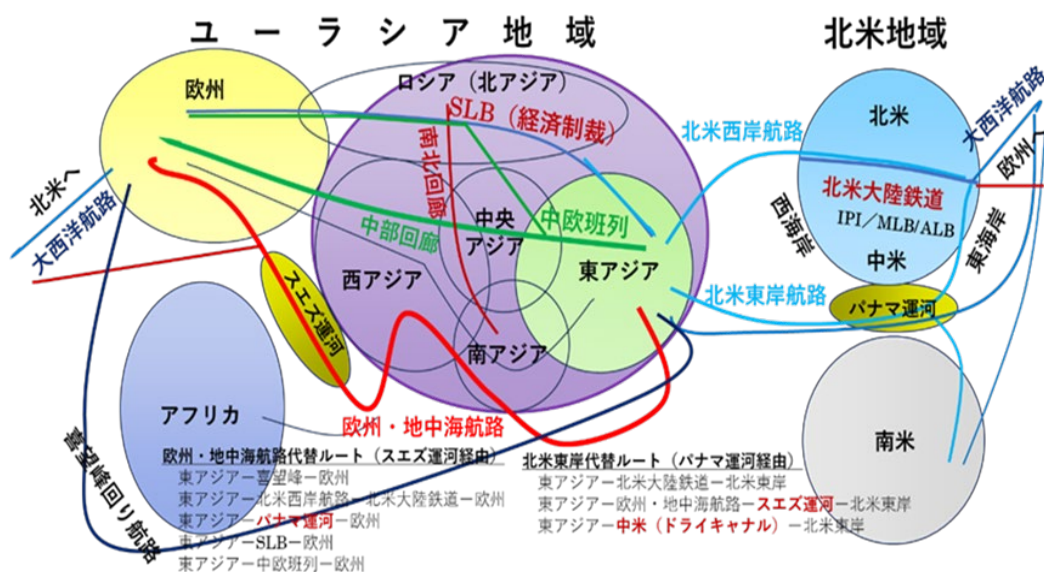 ユーラシア地域
北米地域
欧州
ロシア（北アジア）
SLB（経済制裁）
南北回廊
中央
アジア
中部回廊
中欧班列
西アジア
東アジア
南アジア
北米へ
大西洋航路
スエズ運河
アフリカ
欧州・地中海航路
喜望峰回り航路
北米西岸航路
北米東岸航路
北米
北米大陸鉄道
IPI／MLB/ALB
中米
西海岸
東海岸
大西洋航路
欧州へ
パナマ運河
南米
欧州・地中海航路代替ルート（スエズ運河経由）
東アジアー喜望峰ー欧州
東アジアー北米西岸航路ー北米大陸鉄道ー欧州
東アジアーパナマ運河ー欧州
東アジアーSLBー欧州
東アジアー中欧班列ー欧州
北米東岸代替ルート（パナマ運河経由）
東アジアー北米大陸鉄道ー北米東岸
東アジアー欧州・地中海航路ースエズ運河ー北米東岸
東アジアー中米（ドライキャナル）ー北米東岸